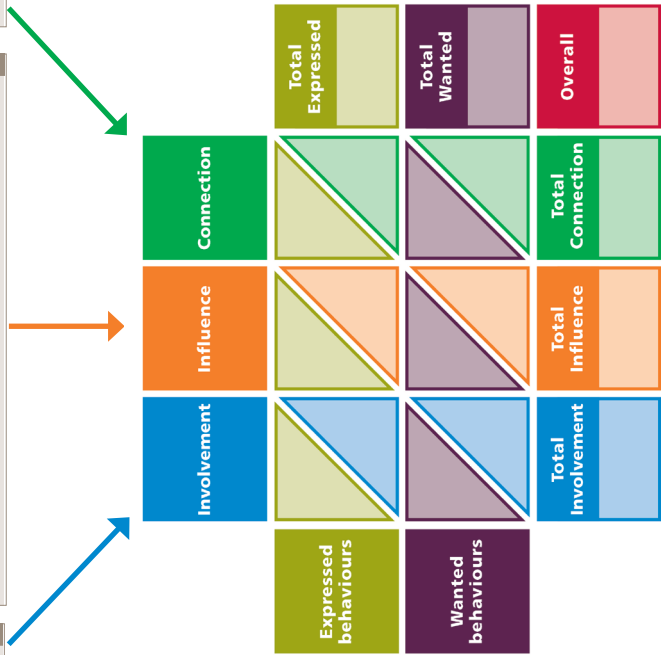 Involvement
Influence
Connection
Expressed
behaviours
Total
Expressed
Wanted
behaviours
Total
Wanted
Total
Involvement
Total
Influence
Total
Connection
Overall